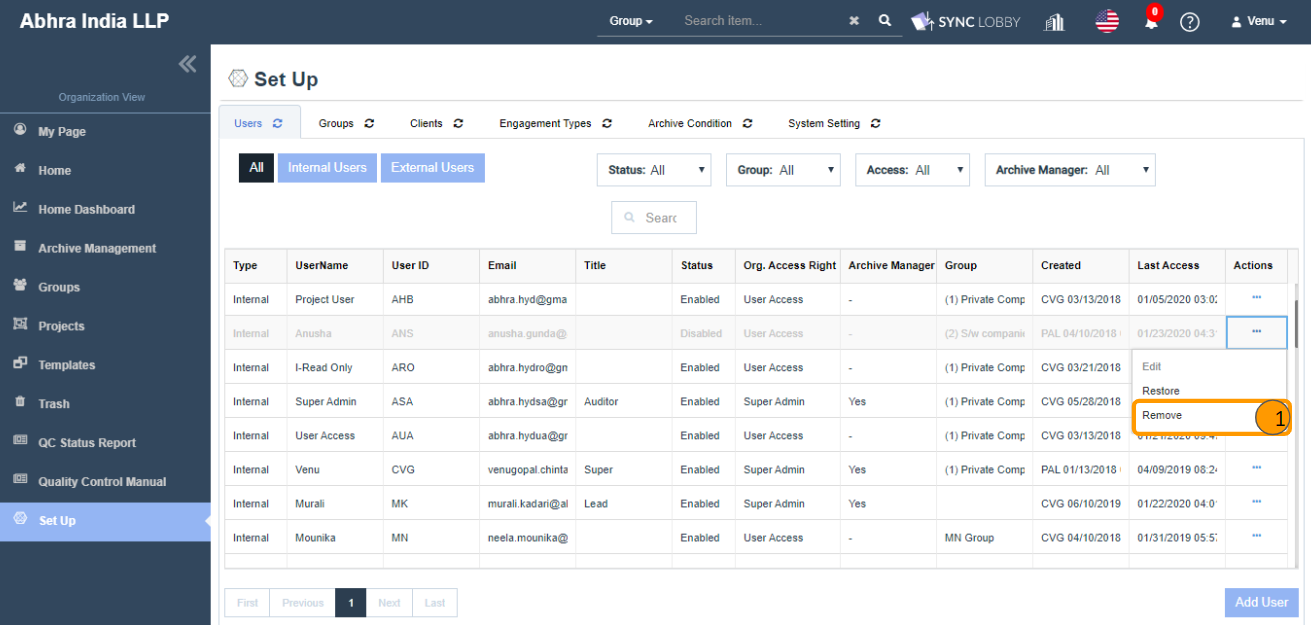 Abhra India LLP
Group
Search item...
SYNC LOBBY
0
?
Venu
Organization View
My Page
Home
Home Dashboard
Archive Management
Groups
Projects
Templates
Trash
QC Status Report
Quality Control Manual
Set Up
Set Up
Users Groups Clients Engagement Types Archive Condition System Setting
All Internal Users External Users Status: All Group: All Access: All Archive Manager: All
Searc
Type UserName User ID Email Title Status Org. Access Right Archive Manager Group Created Last Access Actions
Internal Project User AHB abhra.hyd@gma Enabled User Access - (1) Private Comp CVG 03/13/2018 01/05/2020 03:02 ...
Internal Anusha ANS anusha.gunda@ Disabled User Access - (2) S/w companie PAL 04/10/2018 01/23/2020 04:3 ...
Internal I-Read Only ARO abhra.hydro@gm Enabled User Access - (1) Private Comp CVG 03/21/2018
Internal Super Admin ASA abhra.hydsa@gr Auditor Enabled Super Admin Yes (1) Private Comp CVG 05/28/2018
Internal User Access AUA abhra.hydua@gr Enabled User Access - (1) Private Comp CVG 03/13/2018
Internal Venu CVG venugopal.chinta Super Enabled Super Admin Yes (1) Private Comp PAL 01/13/2018 04/09/2019 08:24 ...
Internal Murali MK murali.kadari@al Lead Enabled Super Admin Yes CVG 06/10/2019 01/22/2020 04:0 ...
Internal Mounika MN neela.mounika@ Enabled User Access - MN Group CVG 04/10/2018 01/31/2019 05:57 ...
Edit
Restore
Remove 1
First Previous 1 Next Last
Add User